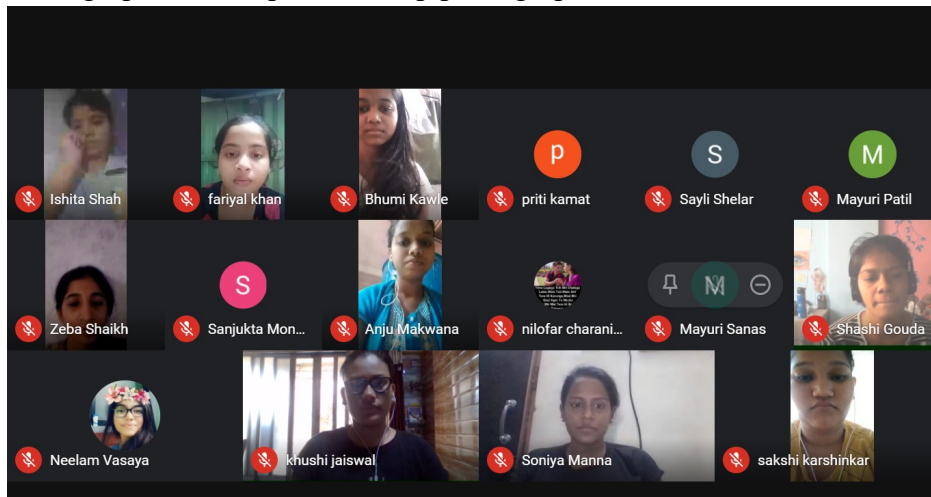 Ishita Shah
fariyal khan
Bhumi Kawle
p
priti kamat
S
Sayli Shelar
M
Mayuri Patil
Zeba Shaikh
S
Sanjukta Mon...
Anju Makwana
nilofar charani...
M
Mayuri Sanas
Shashi Gouda
Neelam Vasaya
khushi jaiswal
Soniya Manna
sakshi karshinkar